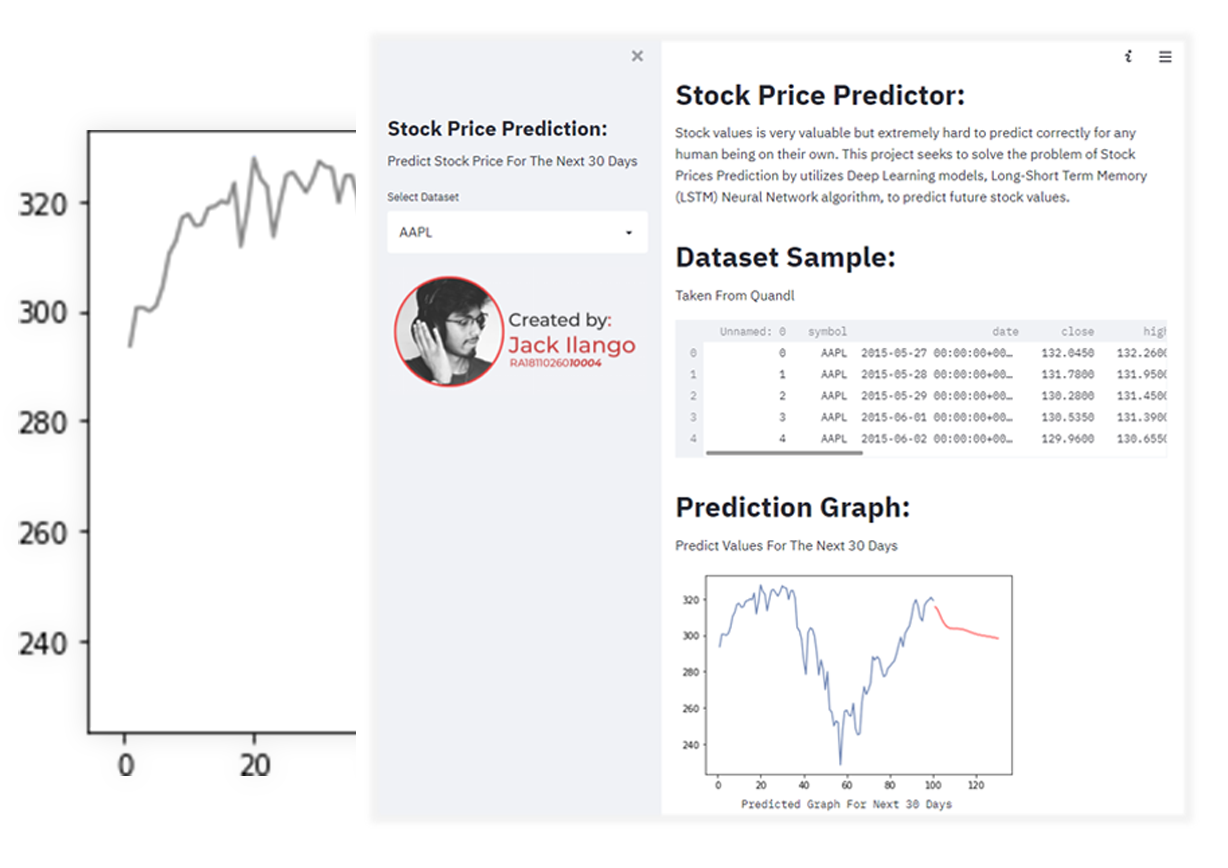 320
300
280
260
240
0 20
Stock Price Prediction:
Predict Stock Price For The Next 30 Days
Select Dataset
AAPL
Created by:
Jack Ilango
RA1811026010004
Stock Price Predictor:
Stock values is very valuable but extremely hard to predict correctly for any
human being on their own. This project seeks to solve the problem of Stock
Prices Prediction by utilizes Deep Learning models, Long-Short Term Memory
(LSTM) Neural Network algorithm, to predict future stock values.
Dataset Sample:
Taken From Quandl
Unnamed: 0 symbol date close high
0 0 AAPL 2015-05-27 00:00:00+00… 132.0450 132.2600
1 1 AAPL 2015-05-28 00:00:00+00… 131.7800 131.9500
2 2 AAPL 2015-05-29 00:00:00+00… 130.2800 131.4500
3 3 AAPL 2015-06-01 00:00:00+00… 130.5350 131.3900
4 4 AAPL 2015-06-02 00:00:00+00… 129.9600 130.6550
Prediction Graph:
Predict Values For The Next 30 Days
320
300
280
260
240
0 20 40 60 80 100 120
Predicted Graph For Next 30 Days